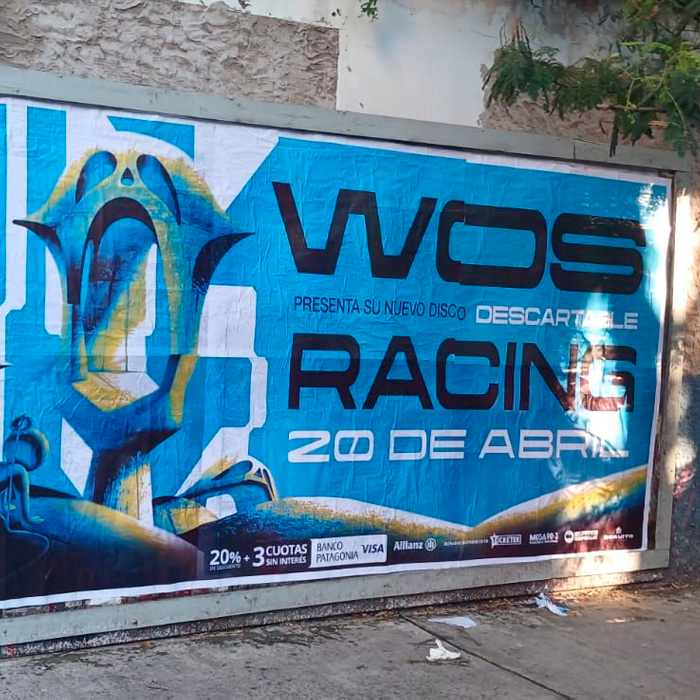 WOS
PRESENTA SU NUEVO DISCO DESCARTABLE
RACING
20 DE ABRIL
20% + 3 CUOTAS BANCO PATAGONIA VISA Allianz TICKETEK MEGA 98.3
DE DESCUENTO SIN INTERÉS